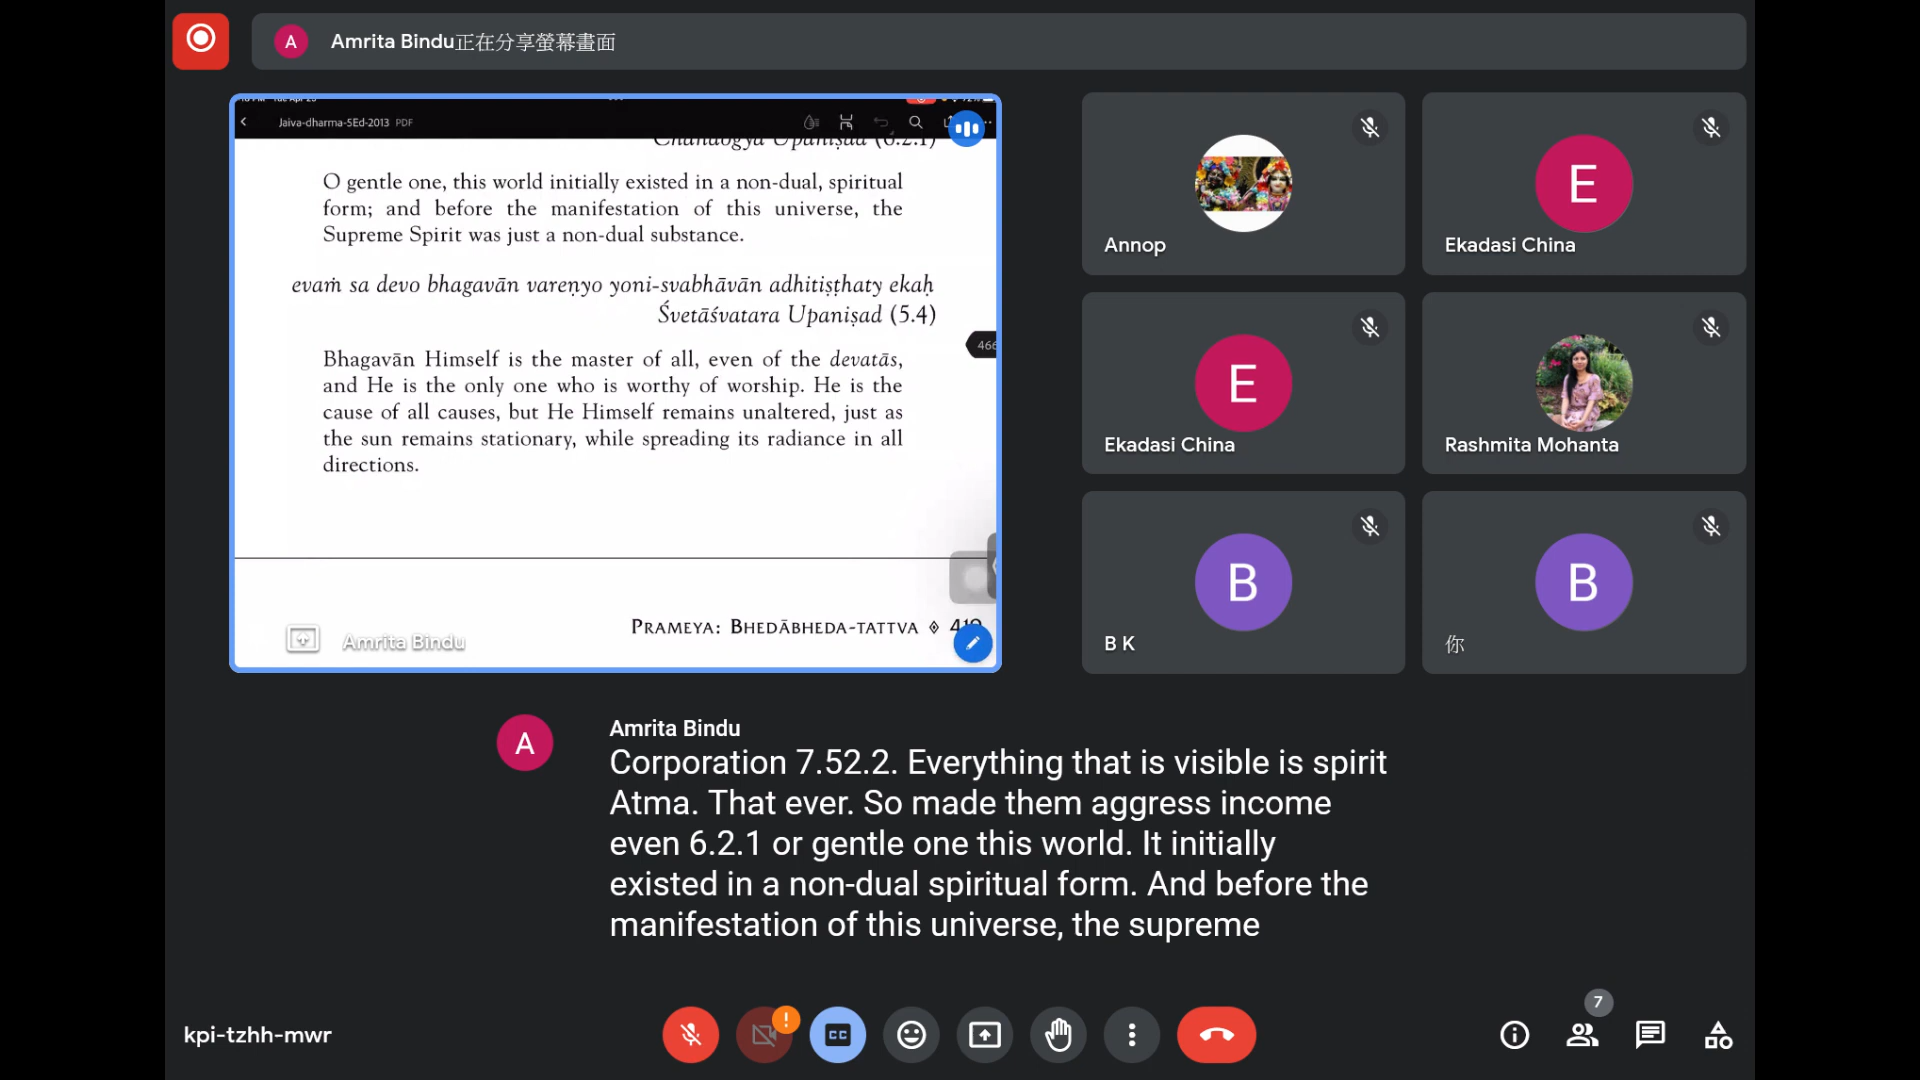 A Amrita Bindu正在分享螢幕畫面
Jaiva-dharma-5Ed-2013 PDF
Chāndogya Upaniṣad (6.2.1)
O gentle one, this world initially existed in a non-dual, spiritual
form; and before the manifestation of this universe, the
Supreme Spirit was just a non-dual substance.
evaṁ sa devo bhagavān vareṇyo yoni-svabhāvān adhitiṣṭhaty ekaḥ
Śvetāśvatara Upaniṣad (5.4)
466
Bhagavān Himself is the master of all, even of the devatās,
and He is the only one who is worthy of worship. He is the
cause of all causes, but He Himself remains unaltered, just as
the sun remains stationary, while spreading its radiance in all
directions.
PRAMEYA: BHEDĀBHEDA-TATTVA ◊
Amrita Bindu
Annop
E
Ekadasi China
E
Ekadasi China
Rashmita Mohanta
B
B K
B
你
A
Amrita Bindu
Corporation 7.52.2. Everything that is visible is spirit
Atma. That ever. So made them aggress income
even 6.2.1 or gentle one this world. It initially
existed in a non-dual spiritual form. And before the
manifestation of this universe, the supreme
kpi-tzhh-mwr
!
CC
7